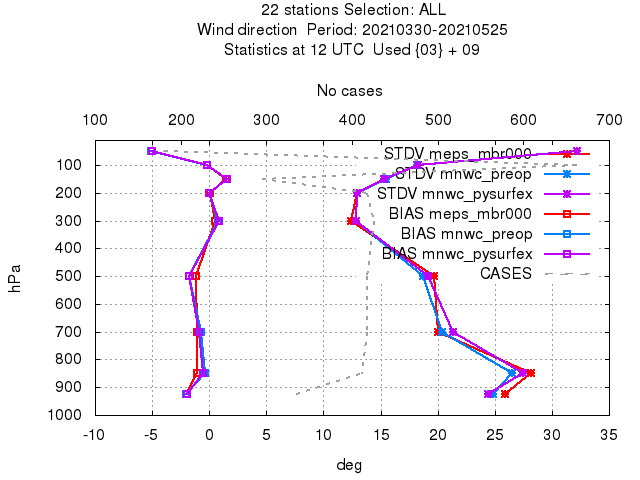 22 stations Selection: ALL
Wind direction  Period: 20210330-20210525
Statistics at 12 UTC  Used {03} + 09
No cases
100 200 300 400 500 600 700
STDV meps_mbr000
STDV mnwc_preop
STDV mnwc_pysurfex
BIAS meps_mbr000
BIAS mnwc_preop
BIAS mnwc_pysurfex
CASES
hPa
100
200
300
400
500
600
700
800
900
1000
-10 -5 0 5 10 15 20 25 30 35
deg